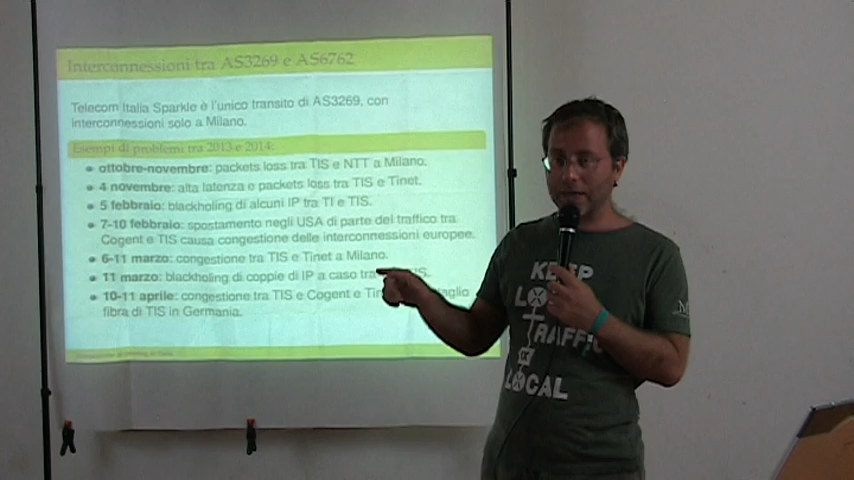 Interconnessioni tra AS3269 e AS6762
Telecom Italia Sparkle è l'unico transito di AS3269, con
interconnessioni solo a Milano.
Esempi di problemi tra 2013 e 2014:
ottobre-novembre: packets loss tra TIS e NTT a Milano.
4 novembre: alta latenza e packets loss tra TIS e Tinet.
5 febbraio: blackholing di alcuni IP tra TI e TIS.
7-10 febbraio: spostamento negli USA di parte del traffico tra
Cogent e TIS causa congestione delle interconnessioni europee.
6-11 marzo: congestione tra TIS e Tinet a Milano.
11 marzo: blackholing di coppie di IP a caso tra
10-11 aprile: congestione tra TIS e Cogent e
fibra di TIS in Germania.
KEEP
LOCAL
TRAFFIC
LOCAL